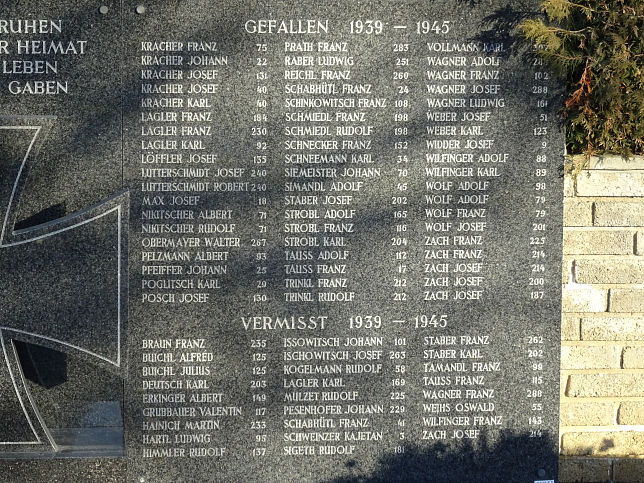 RUHEN
HEIMAT
LEBEN
GABEN
GEFALLEN 1939 – 1945
KRACHER FRANZ 75
KRACHER JOHANN 22
KRACHER JOSEF 131
KRACHER JOSEF 40
KRACHER KARL 40
LAGLER FRANZ 184
LAGLER FRANZ 230
LAGLER KARL 92
LÖFFLER JOSEF 135
LUTTERSCHMIDT JOSEF 240
LUTTERSCHMIDT ROBERT 240
MAX JOSEF 18
NIKITSCHER ALBERT 71
NIKITSCHER RUDOLF 71
OBERMAYER WALTER 267
PELZMANN ALBERT 93
PFEIFFER JOHANN 25
POGLITSCH KARL 29
POSCH JOSEF 130
PRATH FRANZ 283
RABER LUDWIG 251
REICHL FRANZ 260
SCHABHÜTL FRANZ 24
SCHINKOWITSCH FRANZ 108
SCHMIEDL FRANZ 198
SCHMIEDL RUDOLF 198
SCHNECKER FRANZ 152
SCHNEEMANN KARL 34
SIEMEISTER JOHANN 70
SIMANDL ADOLF 45
STABER JOSEF 202
STROBL ADOLF 165
STROBL FRANZ 116
STROBL KARL 204
TAUSS ADOLF 112
TAUSS FRANZ 17
TRINKL FRANZ 212
TRINKL RUDOLF 212
VOLLMANN KARL
WAGNER ADOLF
WAGNER FRANZ 102
WAGNER JOSEF 288
WAGNER LUDWIG 161
WEBER JOSEF 51
WEBER KARL 123
WIDDER JOSEF 9
WILFINGER ADOLF 88
WILFINGER KARL 89
WOLF ADOLF 98
WOLF ADOLF 79
WOLF FRANZ 79
WOLF JOSEF 201
ZACH FRANZ 225
ZACH FRANZ 214
ZACH JOSEF 214
ZACH JOSEF 200
ZACH JOSEF 187
VERMISST 1939 – 1945
BRAUN FRANZ 235
BUICHL ALFRED 125
BUICHL JULIUS 125
DEUTSCH KARL 203
ERKINGER ALBERT 149
GRUBBAUER VALENTIN 117
HAINICH MARTIN 233
HARTL LUDWIG 95
HIMMLER RUDOLF 137
ISSOWITSCH JOHANN 101
ISCHOWITSCH JOSEF 263
KOGELMANN RUDOLF 58
LAGLER KARL 169
MULZET RUDOLF 225
PESENHOFER JOHANN 229
SCHABHÜTL FRANZ 41
SCHWEINZER KAJETAN 3
SIGETH RUDOLF 181
STABER FRANZ 262
STABER KARL 202
TAMANDL FRANZ 98
TAUSS FRANZ 115
WAGNER FRANZ 288
WEIHS OSWALD 55
WILFINGER FRANZ 143
ZACH JOSEF 214